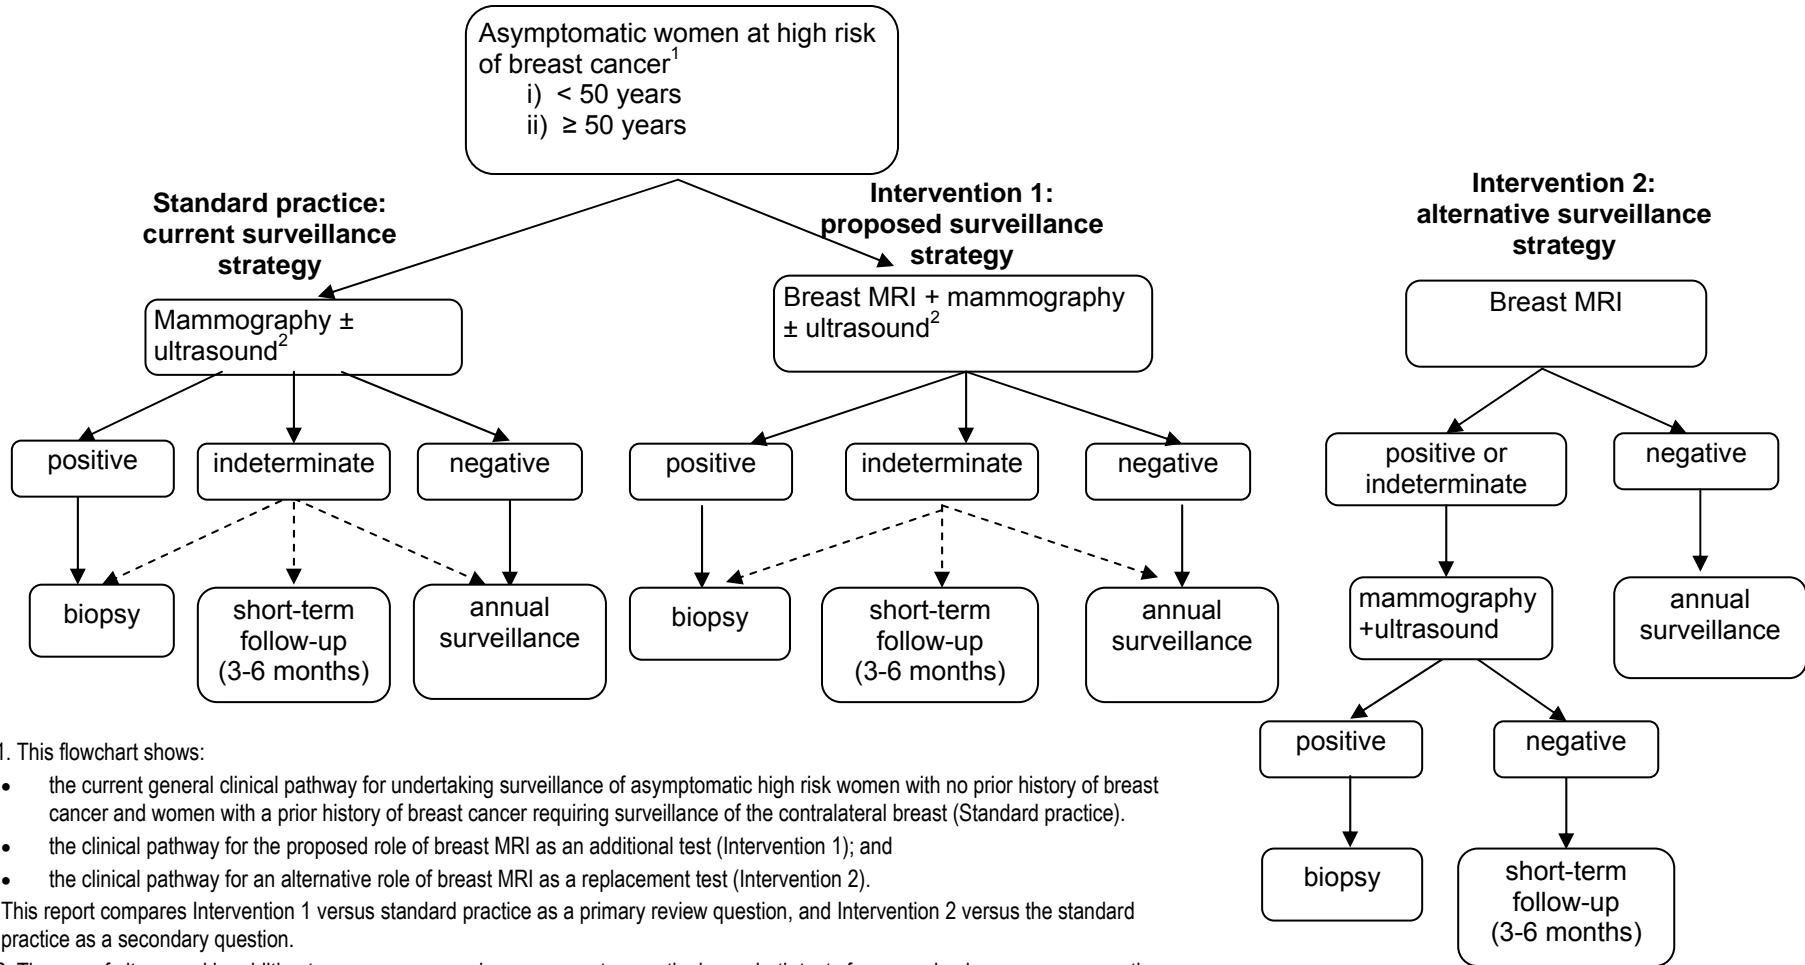 Asymptomatic women at high risk
of breast cancer1
i) < 50 years
ii) ≥ 50 years
Standard practice:
current surveillance
strategy
Intervention 1:
proposed surveillance
strategy
Intervention 2:
alternative surveillance
strategy
Mammography ±
ultrasound2
Breast MRI + mammography
± ultrasound2
Breast MRI
positive
indeterminate
negative
positive
indeterminate
negative
positive or
indeterminate
negative
biopsy
short-term
follow-up
(3-6 months)
annual
surveillance
biopsy
short-term
follow-up
(3-6 months)
annual
surveillance
mammography
+ultrasound
annual
surveillance
positive
negative
biopsy
short-term
follow-up
(3-6 months)
1. This flowchart shows:
• the current general clinical pathway for undertaking surveillance of asymptomatic high risk women with no prior history of breast
cancer and women with a prior history of breast cancer requiring surveillance of the contralateral breast (Standard practice).
• the clinical pathway for the proposed role of breast MRI as an additional test (Intervention 1); and
• the clinical pathway for an alternative role of breast MRI as a replacement test (Intervention 2).
This report compares Intervention 1 versus standard practice as a primary review question, and Intervention 2 versus the standard
practice as a secondary question.